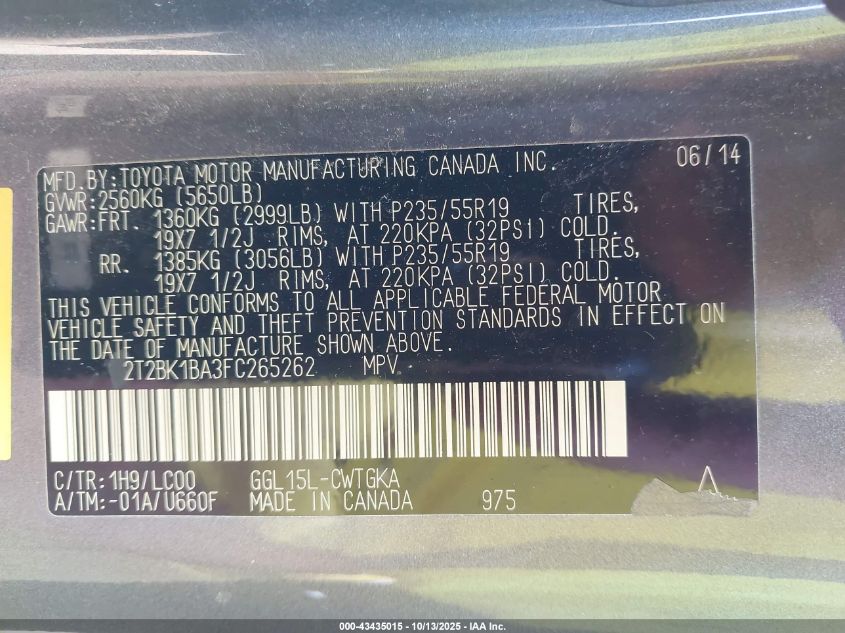 MFD.BY:TOYOTA MOTOR MANUFACTURING CANADA INC. 06/14
GVWR:2560KG (5650LB)
GAWR:FRT. 1360KG (2999LB) WITH P235/55R19 TIRES,
19X7 1/2J RIMS, AT 220KPA (32PSI) COLD.
RR. 1385KG (3056LB) WITH P235/55R19 TIRES,
19X7 1/2J RIMS, AT 220KPA (32PSI) COLD.
THIS VEHICLE CONFORMS TO ALL APPLICABLE FEDERAL MOTOR
VEHICLE SAFETY AND THEFT PREVENTION STANDARDS IN EFFECT ON
THE DATE OF MANUFACTURE SHOWN ABOVE.
2T2BK1BA3FC265262 MPV
C/TR:1H9/LC00 GGL15L-CWTGKA
A/TM:-01A/U660F MADE IN CANADA 975
000-43435015 - 10/13/2025 - IAA Inc.